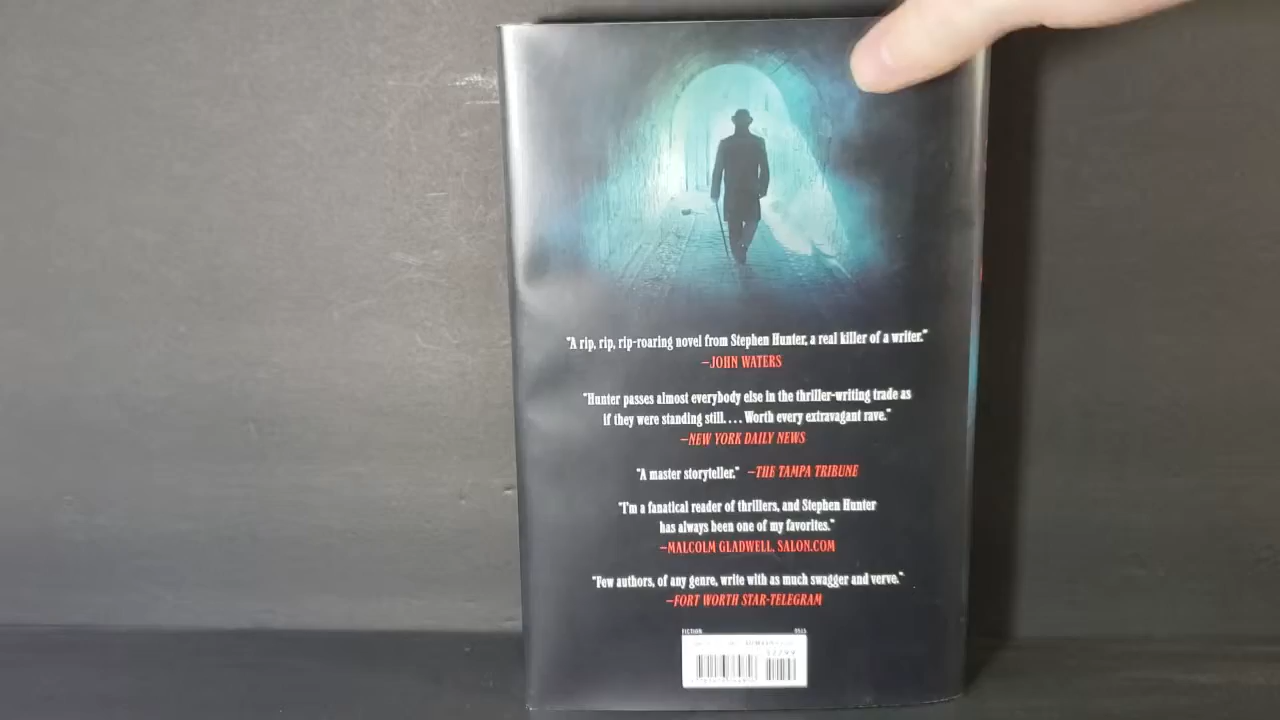 "A rip, rip, rip-roaring novel from Stephen Hunter, a real killer of a writer."
—JOHN WATERS
"Hunter passes almost everybody else in the thriller-writing trade as
if they were standing still. . . . Worth every extravagant rave."
—NEW YORK DAILY NEWS
"A master storyteller." —THE TAMPA TRIBUNE
"I'm a fanatical reader of thrillers, and Stephen Hunter
has always been one of my favorites."
—MALCOLM GLADWELL, SALON.COM
"Few authors, of any genre, write with as much swagger and verve."
—FORT WORTH STAR-TELEGRAM
FICTION 0515